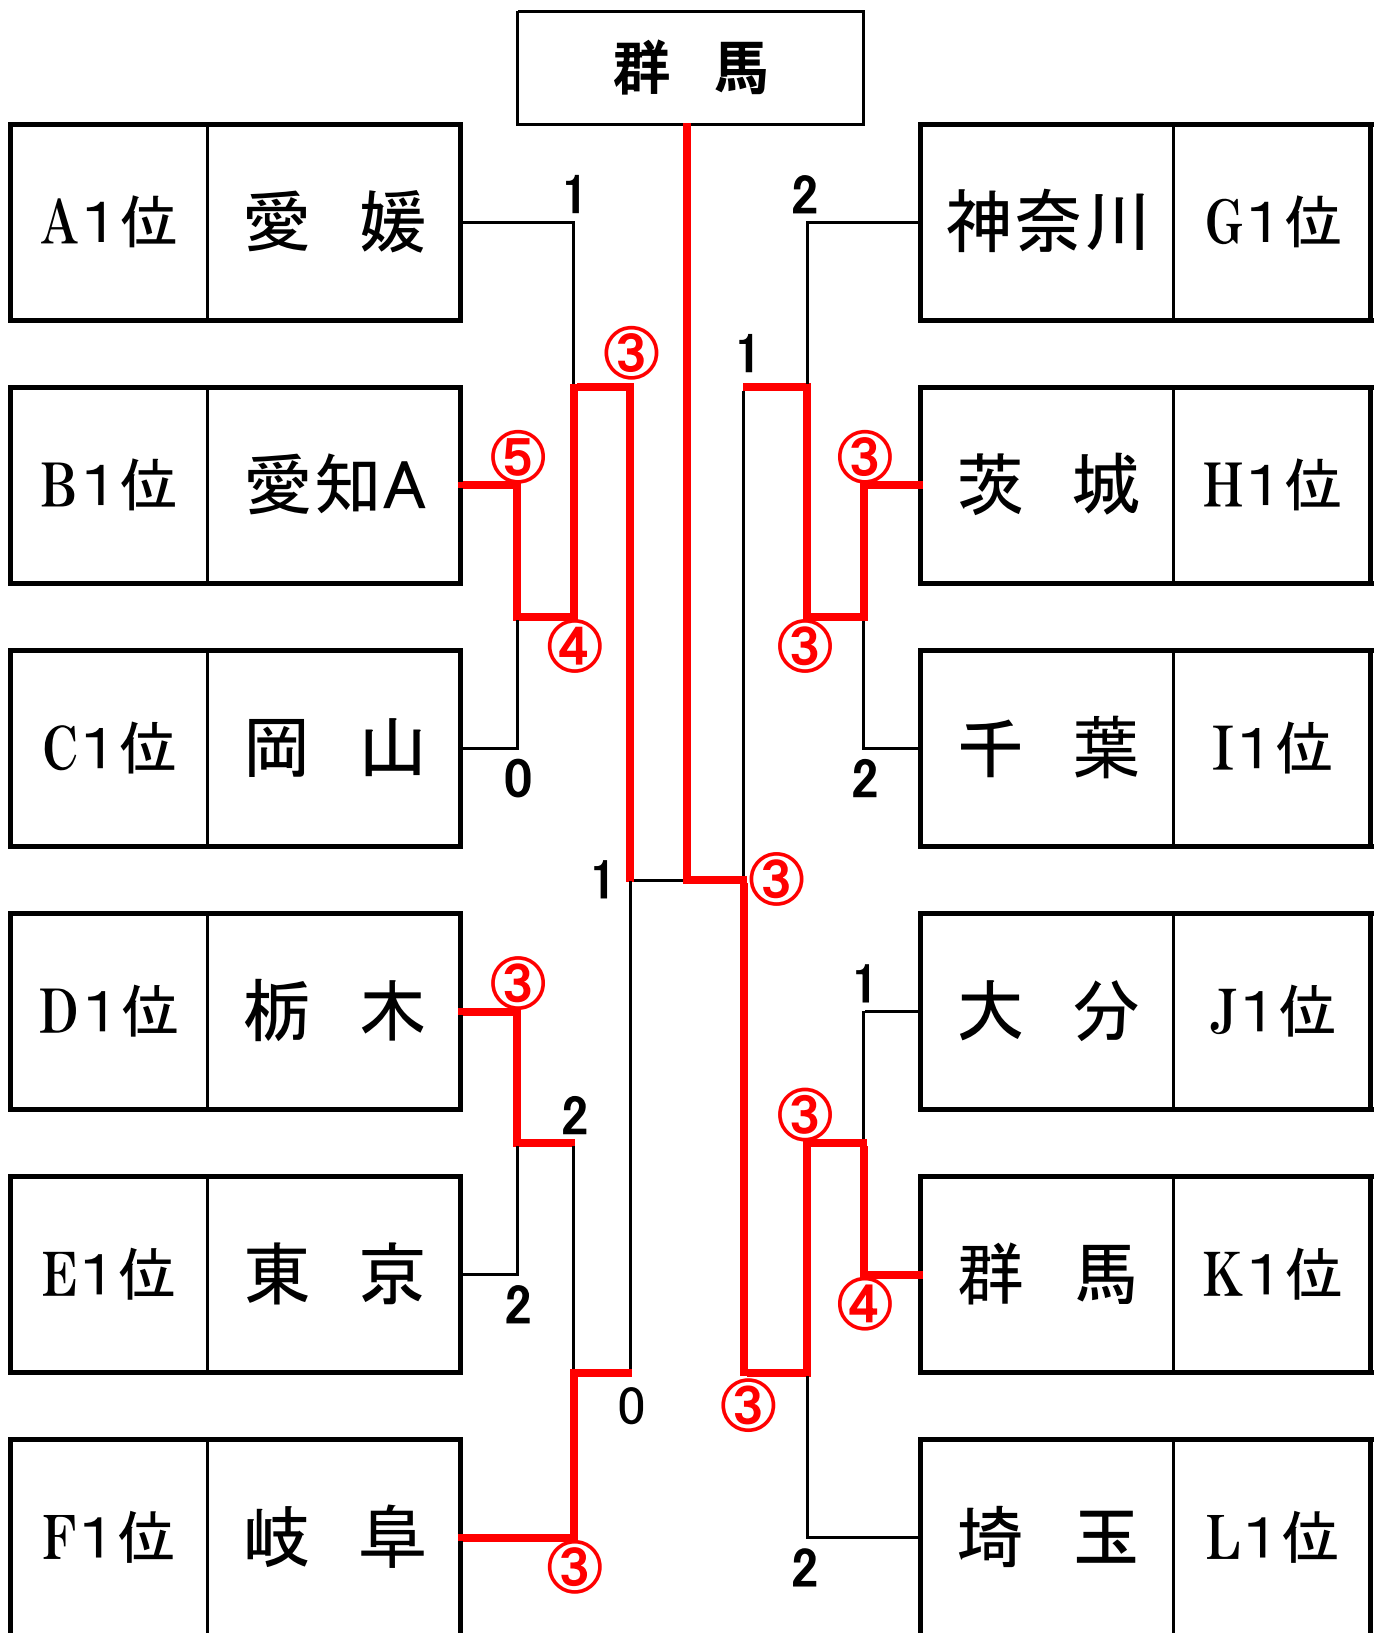 群 馬
A1位 愛 媛 1 2 神奈川 G1位
③ 1
B1位 愛知A ⑤ ③ 茨 城 H1位
④ ③
C1位 岡 山 0 2 千 葉 I1位
1 ③
D1位 栃 木 ③ 1 大 分 J1位
2 ③
E1位 東 京 2 ④ 群 馬 K1位
0 ③
F1位 岐 阜 ③ 2 埼 玉 L1位